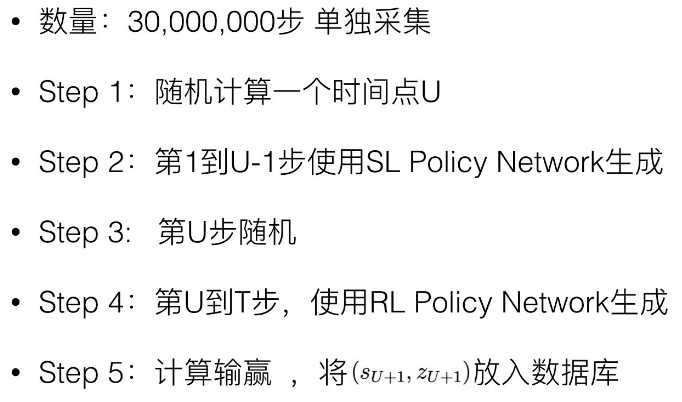 • 数量：30,000,000步 单独采集
• Step 1：随机计算一个时间点U
• Step 2：第1到U-1步使用SL Policy Network生成
• Step 3： 第U步随机
• Step 4：第U到T步，使用RL Policy Network生成
• Step 5：计算输赢 ，将(s_{U+1}, z_{U+1})放入数据库